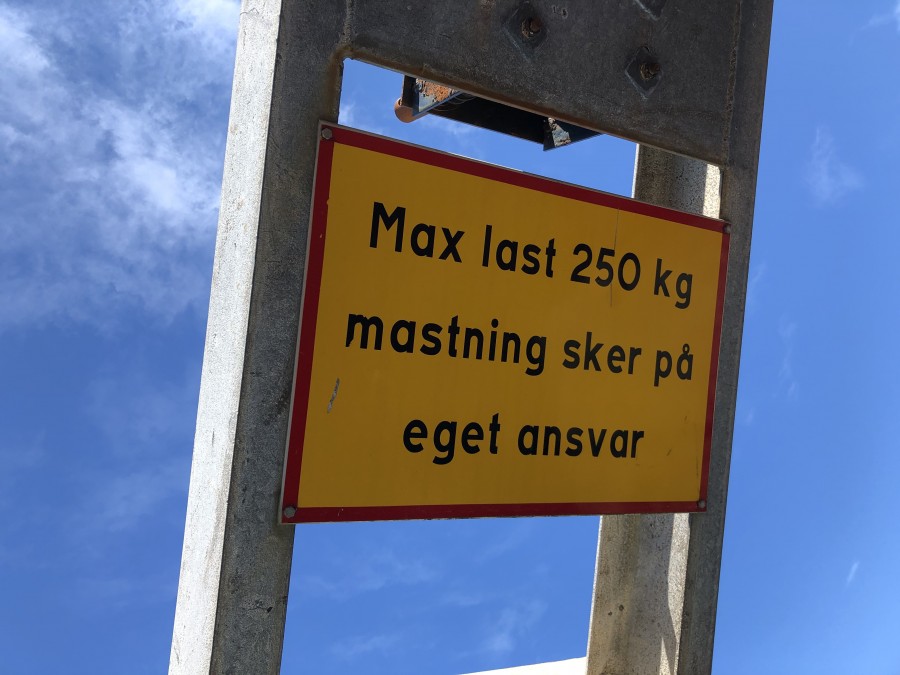 Max last 250 kg
mastning sker på
eget ansvar